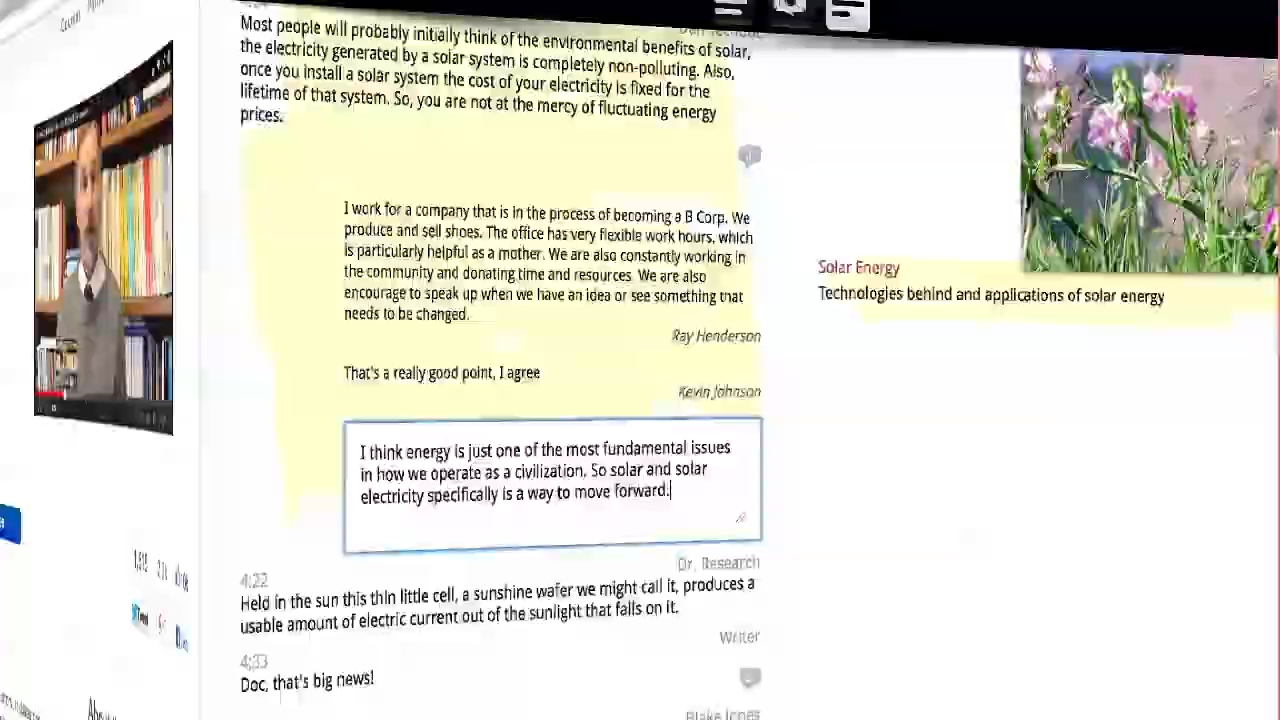 Most people will probably initially think of the environmental benefits of solar,
the electricity generated by a solar system is completely non-polluting. Also,
once you install a solar system the cost of your electricity is fixed for the
lifetime of that system. So, you are not at the mercy of fluctuating energy
prices.
I work for a company that is in the process of becoming a B Corp. We
produce and sell shoes. The office has very flexible work hours, which
is particularly helpful as a mother. We are also constantly working in
the community and donating time and resources. We are also
encourage to speak up when we have an idea or see something that
needs to be changed.
Ray Henderson
That's a really good point, I agree
Kevin Johnson
I think energy is just one of the most fundamental issues
in how we operate as a civilization. So solar and solar
electricity specifically is a way to move forward.
Dr. Research
4:22
Held in the sun this thin little cell, a sunshine wafer we might call it, produces a
usable amount of electric current out of the sunlight that falls on it.
Writer
4:33
Doc, that's big news!
Blake Jones
Solar Energy
Technologies behind and applications of solar energy
Tweet